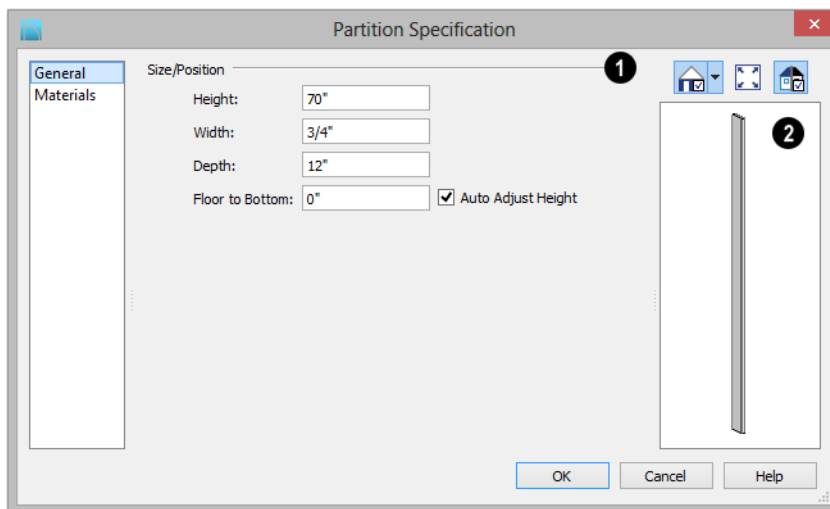 Partition Specification
General
Materials
Size/Position
1
Height: 70"
Width: 3/4"
Depth: 12"
Floor to Bottom: 0" Auto Adjust Height
2
OK Cancel Help